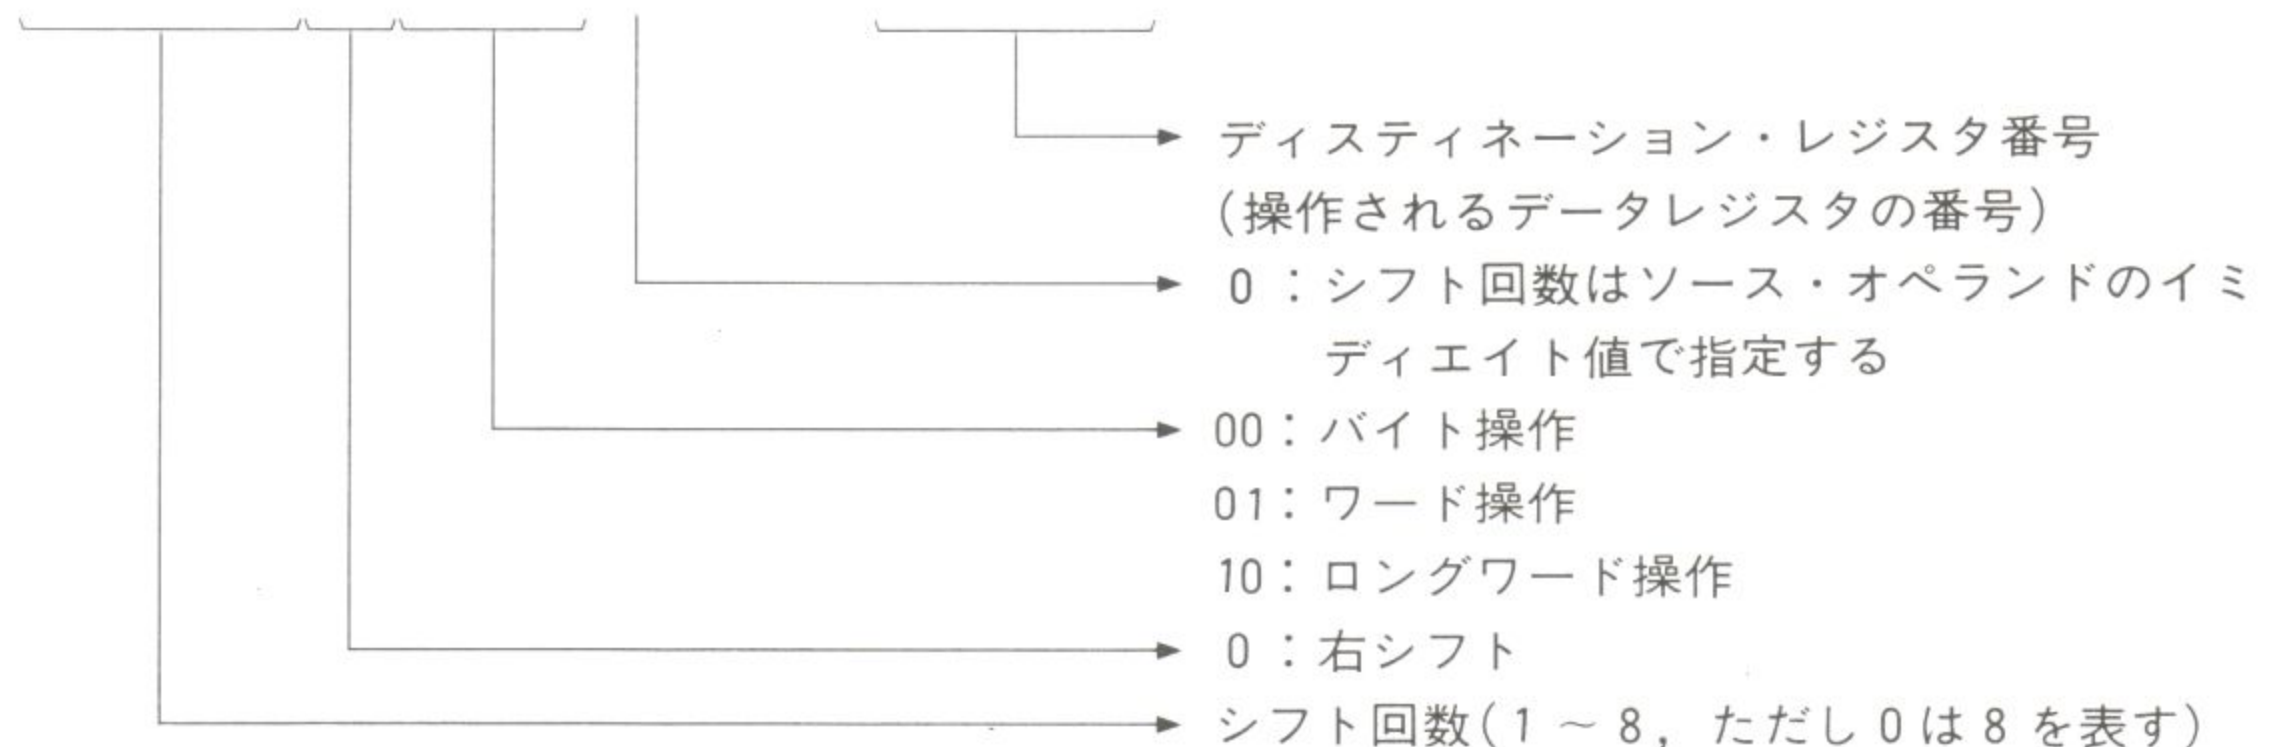 ディスティネーション・レジスタ番号
(操作されるデータレジスタの番号)
0：シフト回数はソース・オペランドのイミ
ディエイト値で指定する
00：バイト操作
01：ワード操作
10：ロングワード操作
0：右シフト
シフト回数(1～8，ただし0は8を表す)